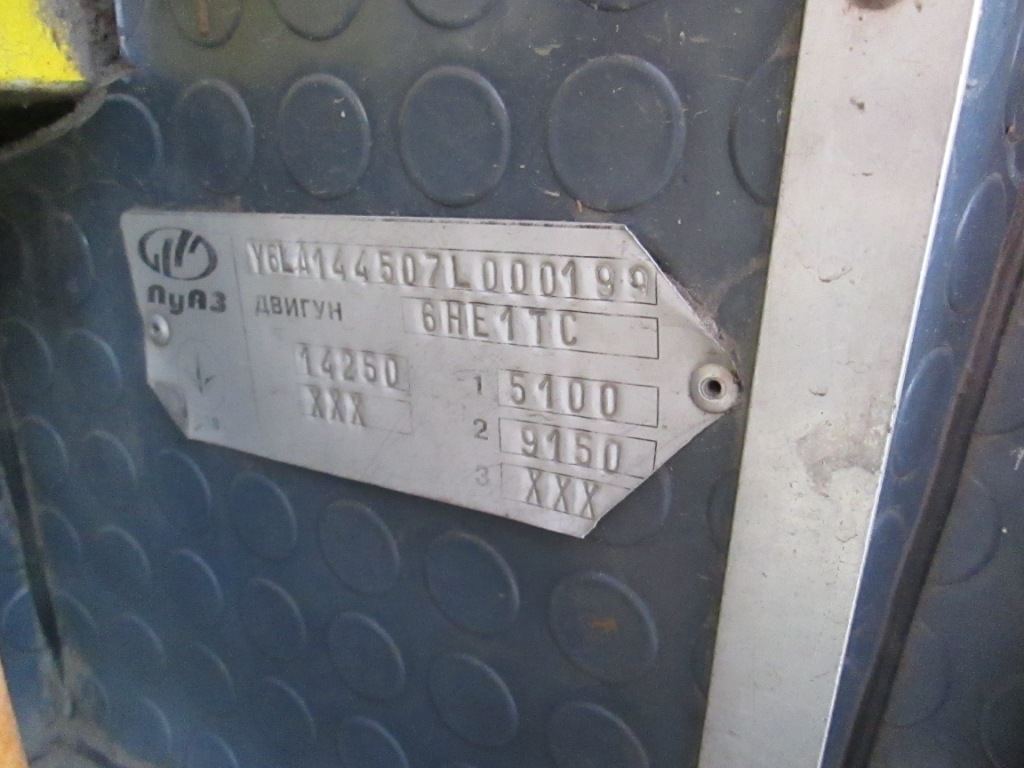 ЛуАЗ
Y6LA144507L000199
ДВИГУН 6HE1TC
14250
XXX
1 5100
2 9150
3 XXX